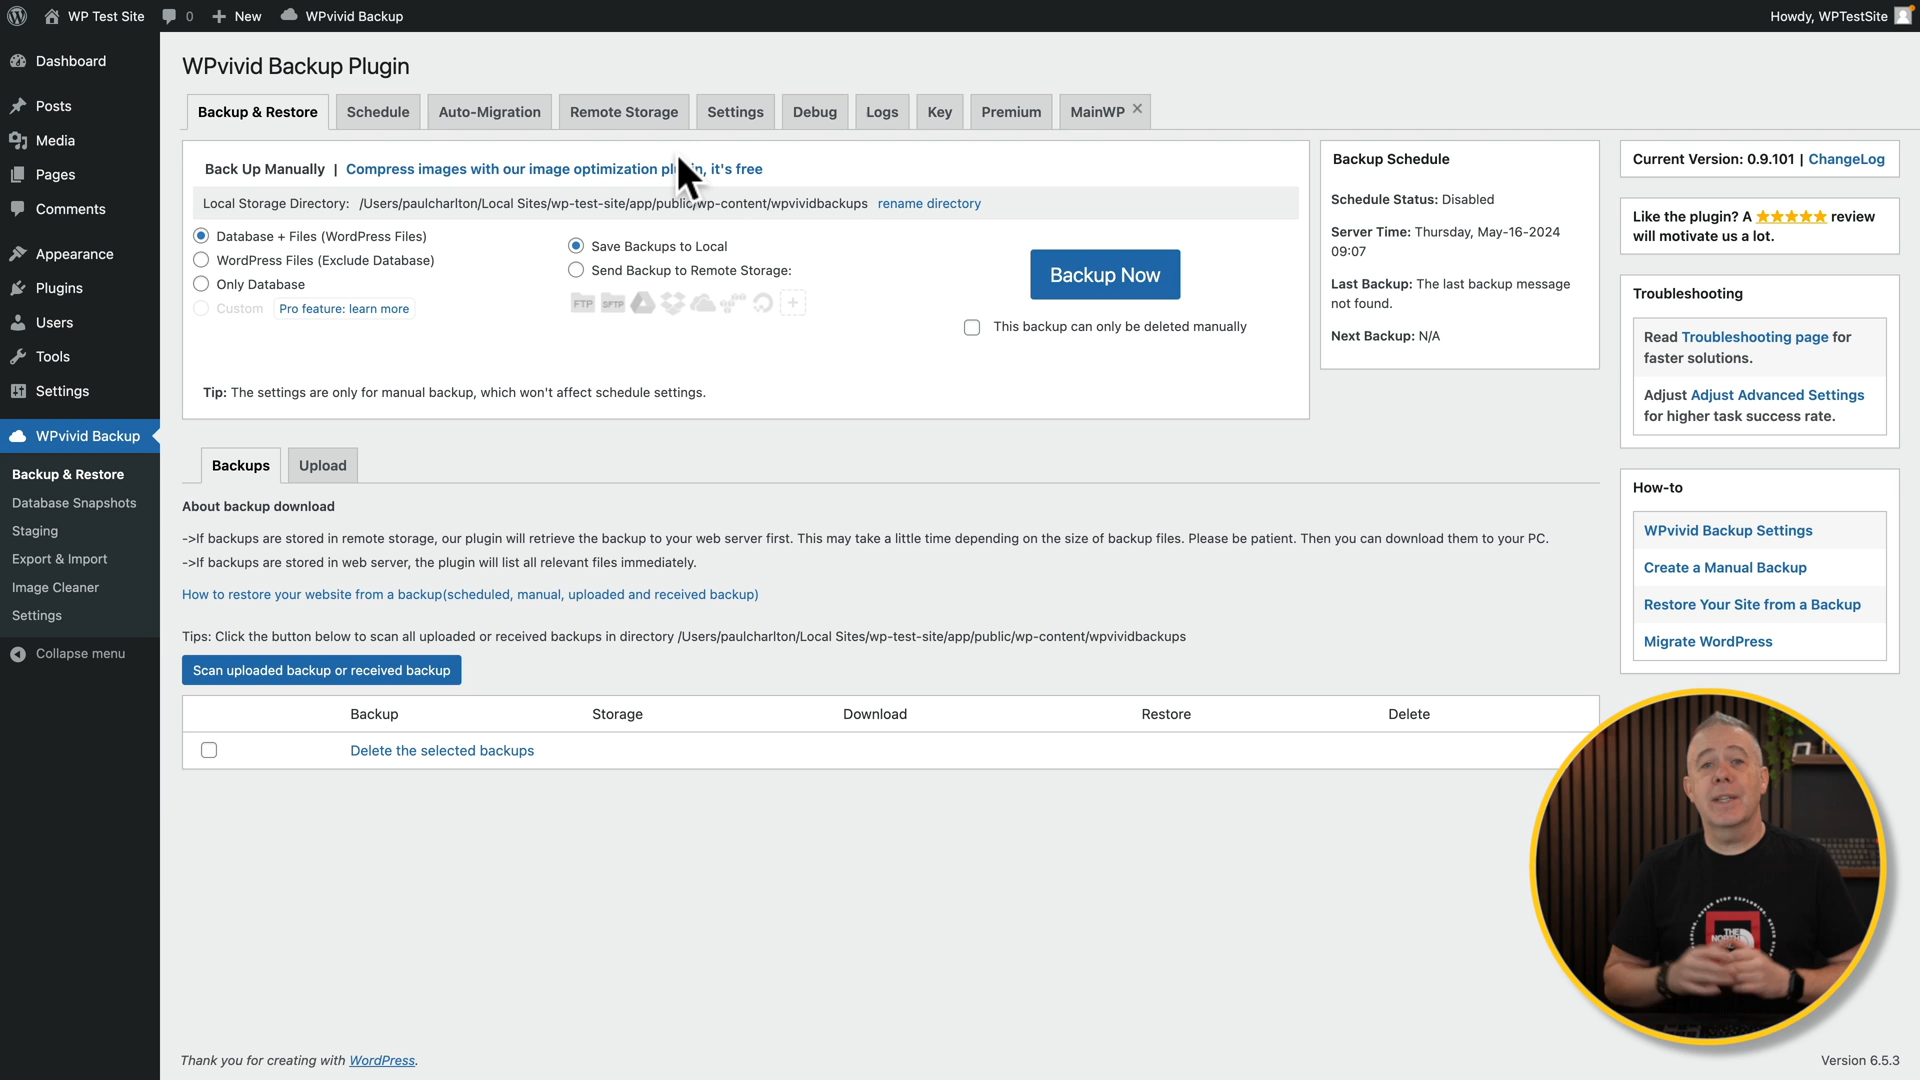 WP Test Site
0
New
WPvivid Backup
Howdy, WPTestSite
Dashboard
Posts
Media
Pages
Comments
Appearance
Plugins
Users
Tools
Settings
WPvivid Backup
Backup & Restore
Database Snapshots
Staging
Export & Import
Image Cleaner
Settings
Collapse menu
WPvivid Backup Plugin
Backup & Restore
Schedule
Auto-Migration
Remote Storage
Settings
Debug
Logs
Key
Premium
MainWP
Back Up Manually | Compress images with our image optimization pl n, it's free
Local Storage Directory: /Users/paulcharlton/Local Sites/wp-test-site/app/public/wp-content/wpvividbackups rename directory
Database + Files (WordPress Files)
WordPress Files (Exclude Database)
Only Database
Custom
Pro feature: learn more
Save Backups to Local
Send Backup to Remote Storage:
FTP
SFTP
Backup Now
This backup can only be deleted manually
Tip: The settings are only for manual backup, which won't affect schedule settings.
Backup Schedule
Schedule Status: Disabled
Server Time: Thursday, May-16-2024
09:07
Last Backup: The last backup message
not found.
Next Backup: N/A
Current Version: 0.9.101 | ChangeLog
Like the plugin? A ★★★★★ review
will motivate us a lot.
Troubleshooting
Read Troubleshooting page for
faster solutions.
Adjust Adjust Advanced Settings
for higher task success rate.
How-to
WPvivid Backup Settings
Create a Manual Backup
Restore Your Site from a Backup
Migrate WordPress
Backups
Upload
About backup download
->If backups are stored in remote storage, our plugin will retrieve the backup to your web server first. This may take a little time depending on the size of backup files. Please be patient. Then you can download them to your PC.
->If backups are stored in web server, the plugin will list all relevant files immediately.
How to restore your website from a backup(scheduled, manual, uploaded and received backup)
Tips: Click the button below to scan all uploaded or received backups in directory /Users/paulcharlton/Local Sites/wp-test-site/app/public/wp-content/wpvividbackups
Scan uploaded backup or received backup
Backup
Storage
Download
Restore
Delete
Delete the selected backups
THE
NORTH
Thank you for creating with WordPress.
Version 6.5.3